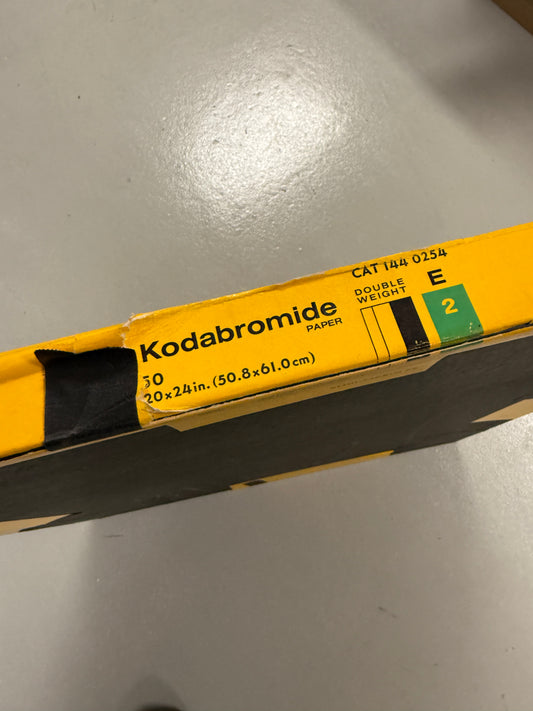 CAT 144 0254
Kodabromide
PAPER
DOUBLE
WEIGHT
E
2
50
20x24in. (50.8x61.0cm)